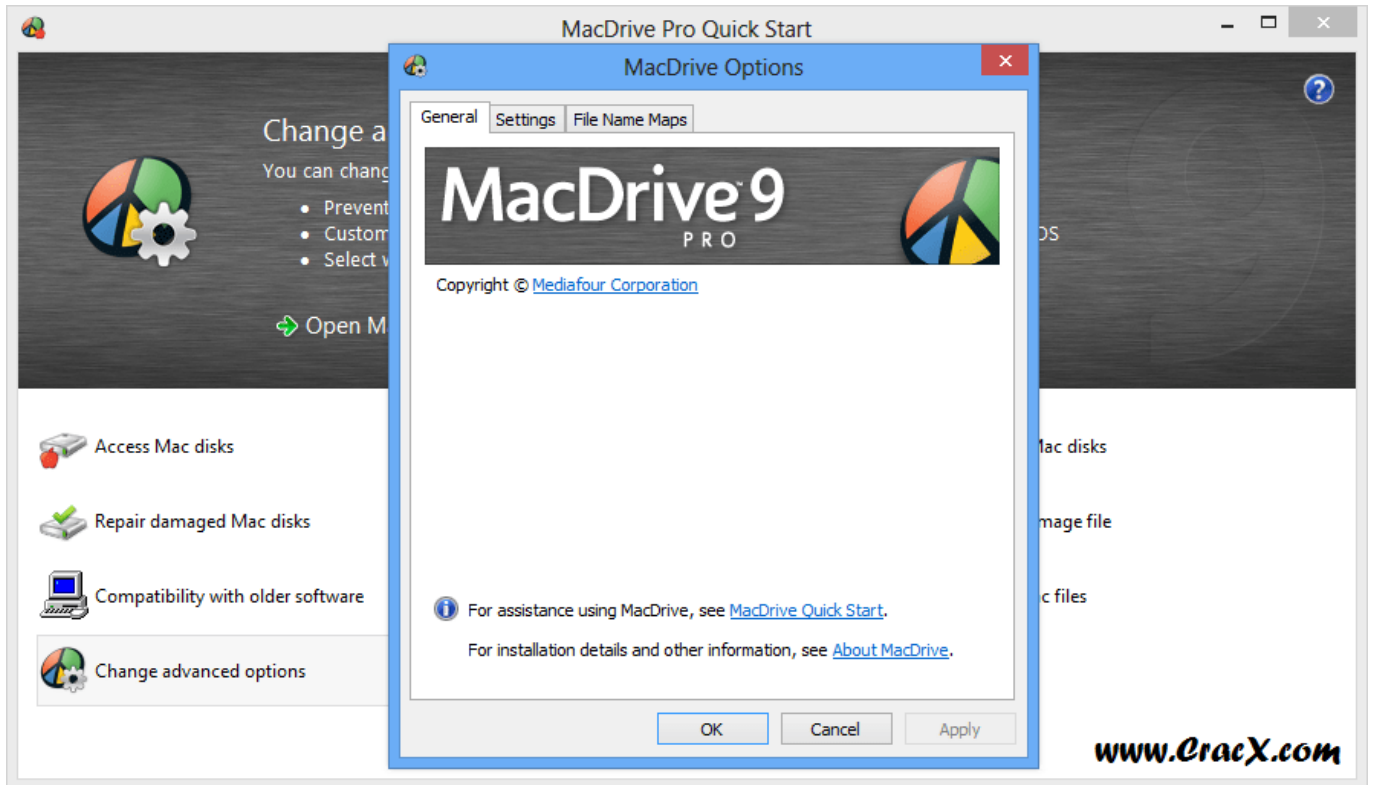 MacDrive Pro Quick Start
MacDrive Options
General
Settings
File Name Maps
Change a
You can chang
Prevent
Custom
Select w
Open M
MacDrive™9
PRO
OS
Copyright © Mediafour Corporation
Access Mac disks
Mac disks
Repair damaged Mac disks
mage file
Compatibility with older software
c files
For assistance using MacDrive, see MacDrive Quick Start.
For installation details and other information, see About MacDrive.
Change advanced options
OK
Cancel
Apply
www.CracX.com